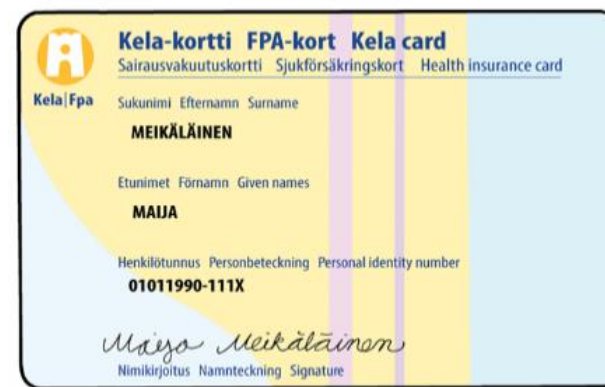 Kela-kortti FPA-kort Kela card
Sairausvakuutuskortti Sjukförsäkringskort Health insurance card
Kela|Fpa
Sukunimi Efternamn Surname
MEIKÄLÄINEN
Etunimet Förnamn Given names
MAIJA
Henkilötunnus Personbeteckning Personal identity number
01011990-111X
Maija Meikäläinen
Nimikirjoitus Namnteckning Signature